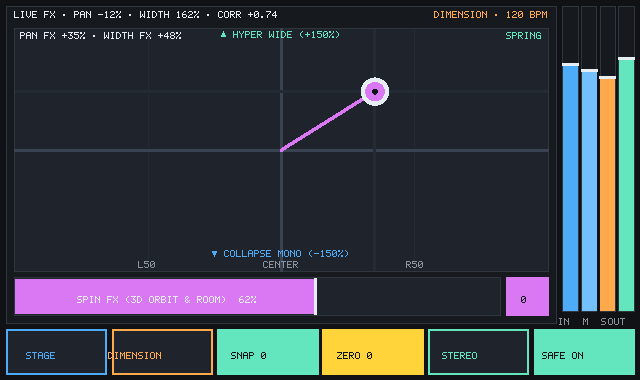 LIVE FX · PAN -12% · WIDTH 162% · CORR +0.74
DIMENSION · 120 BPM
PAN FX +35% · WIDTH FX +48%
▲ HYPER WIDE (+150%)
SPRING
▼ COLLAPSE MONO (-150%)
L50
CENTER
R50
SPIN FX (3D ORBIT & ROOM) 62%
0
IN M SOUT
STAGE
DIMENSION
SNAP 0
ZERO 0
STEREO
SAFE ON